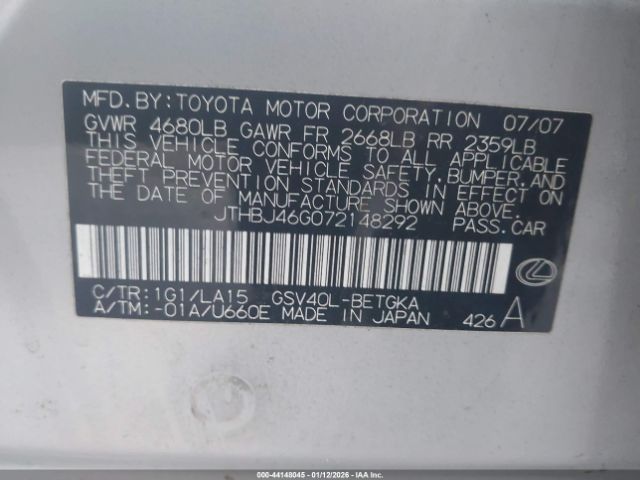 MFD. BY: TOYOTA MOTOR CORPORATION 07/07
GVWR 4680LB GAWR FR 2668LB RR 2359LB
THIS VEHICLE CONFORMS TO ALL APPLICABLE
FEDERAL MOTOR VEHICLE SAFETY, BUMPER, AND
THEFT PREVENTION STANDARDS IN EFFECT ON
THE DATE OF MANUFACTURE SHOWN ABOVE.
JTHBJ46G072148292 PASS. CAR
C/TR: 1G1/LA15 GSV40L-BETGKA
A/TM: -01A/U660E MADE IN JAPAN 426 A
000-44148045 - 01/12/2026 - IAAI.COM